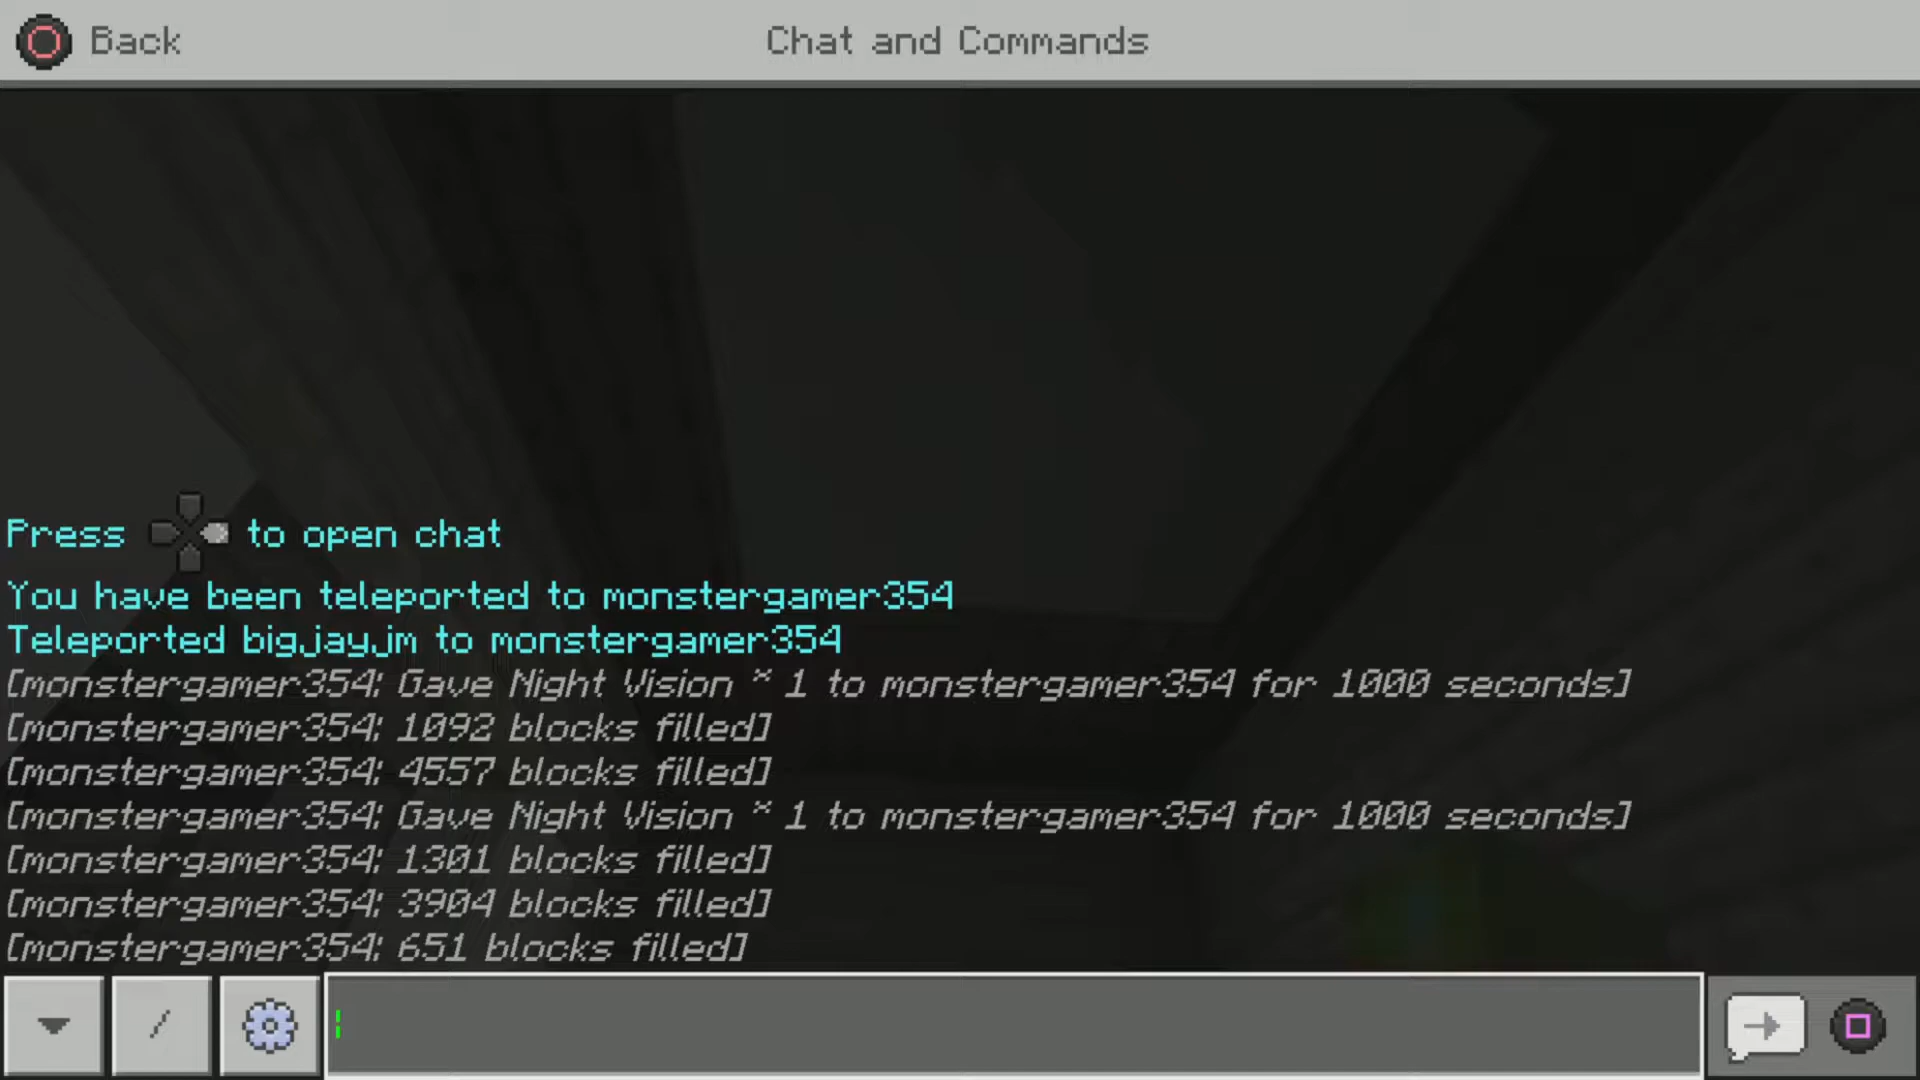 Back
Chat and Commands
Press to open chat
You have been teleported to monstergamer354
Teleported bigjayjm to monstergamer354
[monstergamer354: Gave Night Vision * 1 to monstergamer354 for 1000 seconds]
[monstergamer354: 1092 blocks filled]
[monstergamer354: 4557 blocks filled]
[monstergamer354: Gave Night Vision * 1 to monstergamer354 for 1000 seconds]
[monstergamer354: 1301 blocks filled]
[monstergamer354: 3904 blocks filled]
[monstergamer354: 651 blocks filled]
/